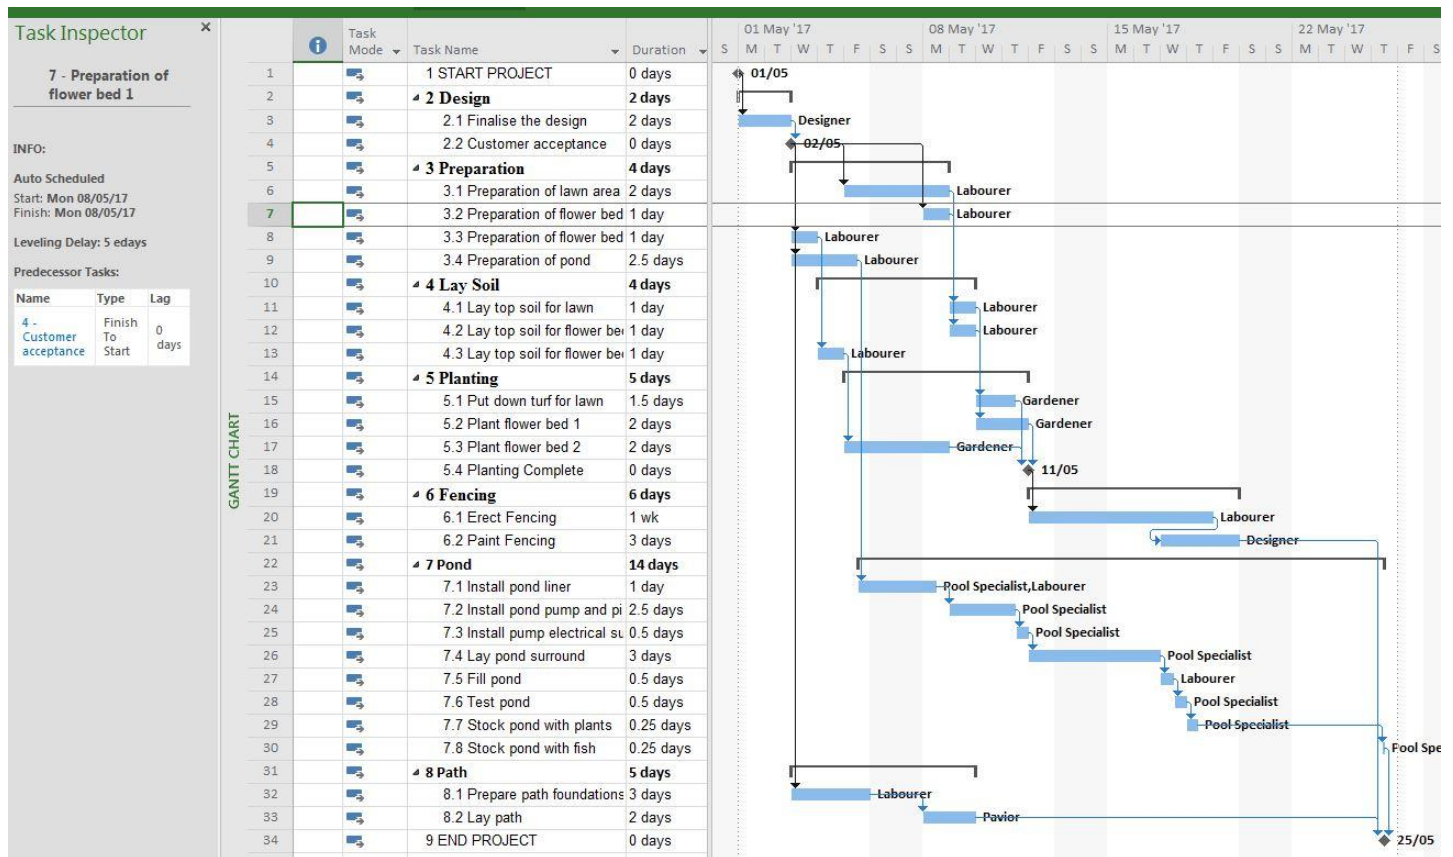 Task Inspector ×
7 - Preparation of
flower bed 1
INFO:
Auto Scheduled
Start: Mon 08/05/17
Finish: Mon 08/05/17
Leveling Delay: 5 edays
Predecessor Tasks:
Name Type Lag
4 - Customer acceptance Finish To Start 0 days
GANTT CHART
Task Mode Task Name Duration
01 May '17 08 May '17 15 May '17 22 May '17
S M T W T F S S M T W T F S S M T W T F S S M T W T F S
1 1 START PROJECT 0 days 01/05
2 2 Design 2 days
3 2.1 Finalise the design 2 days Designer
4 2.2 Customer acceptance 0 days 02/05
5 3 Preparation 4 days
6 3.1 Preparation of lawn area 2 days Labourer
7 3.2 Preparation of flower bed 1 day Labourer
8 3.3 Preparation of flower bed 1 day Labourer
9 3.4 Preparation of pond 2.5 days Labourer
10 4 Lay Soil 4 days
11 4.1 Lay top soil for lawn 1 day Labourer
12 4.2 Lay top soil for flower be 1 day Labourer
13 4.3 Lay top soil for flower be 1 day Labourer
14 5 Planting 5 days
15 5.1 Put down turf for lawn 1.5 days Gardener
16 5.2 Plant flower bed 1 2 days Gardener
17 5.3 Plant flower bed 2 2 days Gardener
18 5.4 Planting Complete 0 days 11/05
19 6 Fencing 6 days
20 6.1 Erect Fencing 1 wk Labourer
21 6.2 Paint Fencing 3 days Designer
22 7 Pond 14 days
23 7.1 Install pond liner 1 day Pool Specialist,Labourer
24 7.2 Install pond pump and pi 2.5 days Pool Specialist
25 7.3 Install pump electrical su 0.5 days Pool Specialist
26 7.4 Lay pond surround 3 days Pool Specialist
27 7.5 Fill pond 0.5 days Labourer
28 7.6 Test pond 0.5 days Pool Specialist
29 7.7 Stock pond with plants 0.25 days Pool Specialist
30 7.8 Stock pond with fish 0.25 days Pool Spe
31 8 Path 5 days
32 8.1 Prepare path foundations 3 days Labourer
33 8.2 Lay path 2 days Pavior
34 9 END PROJECT 0 days 25/05